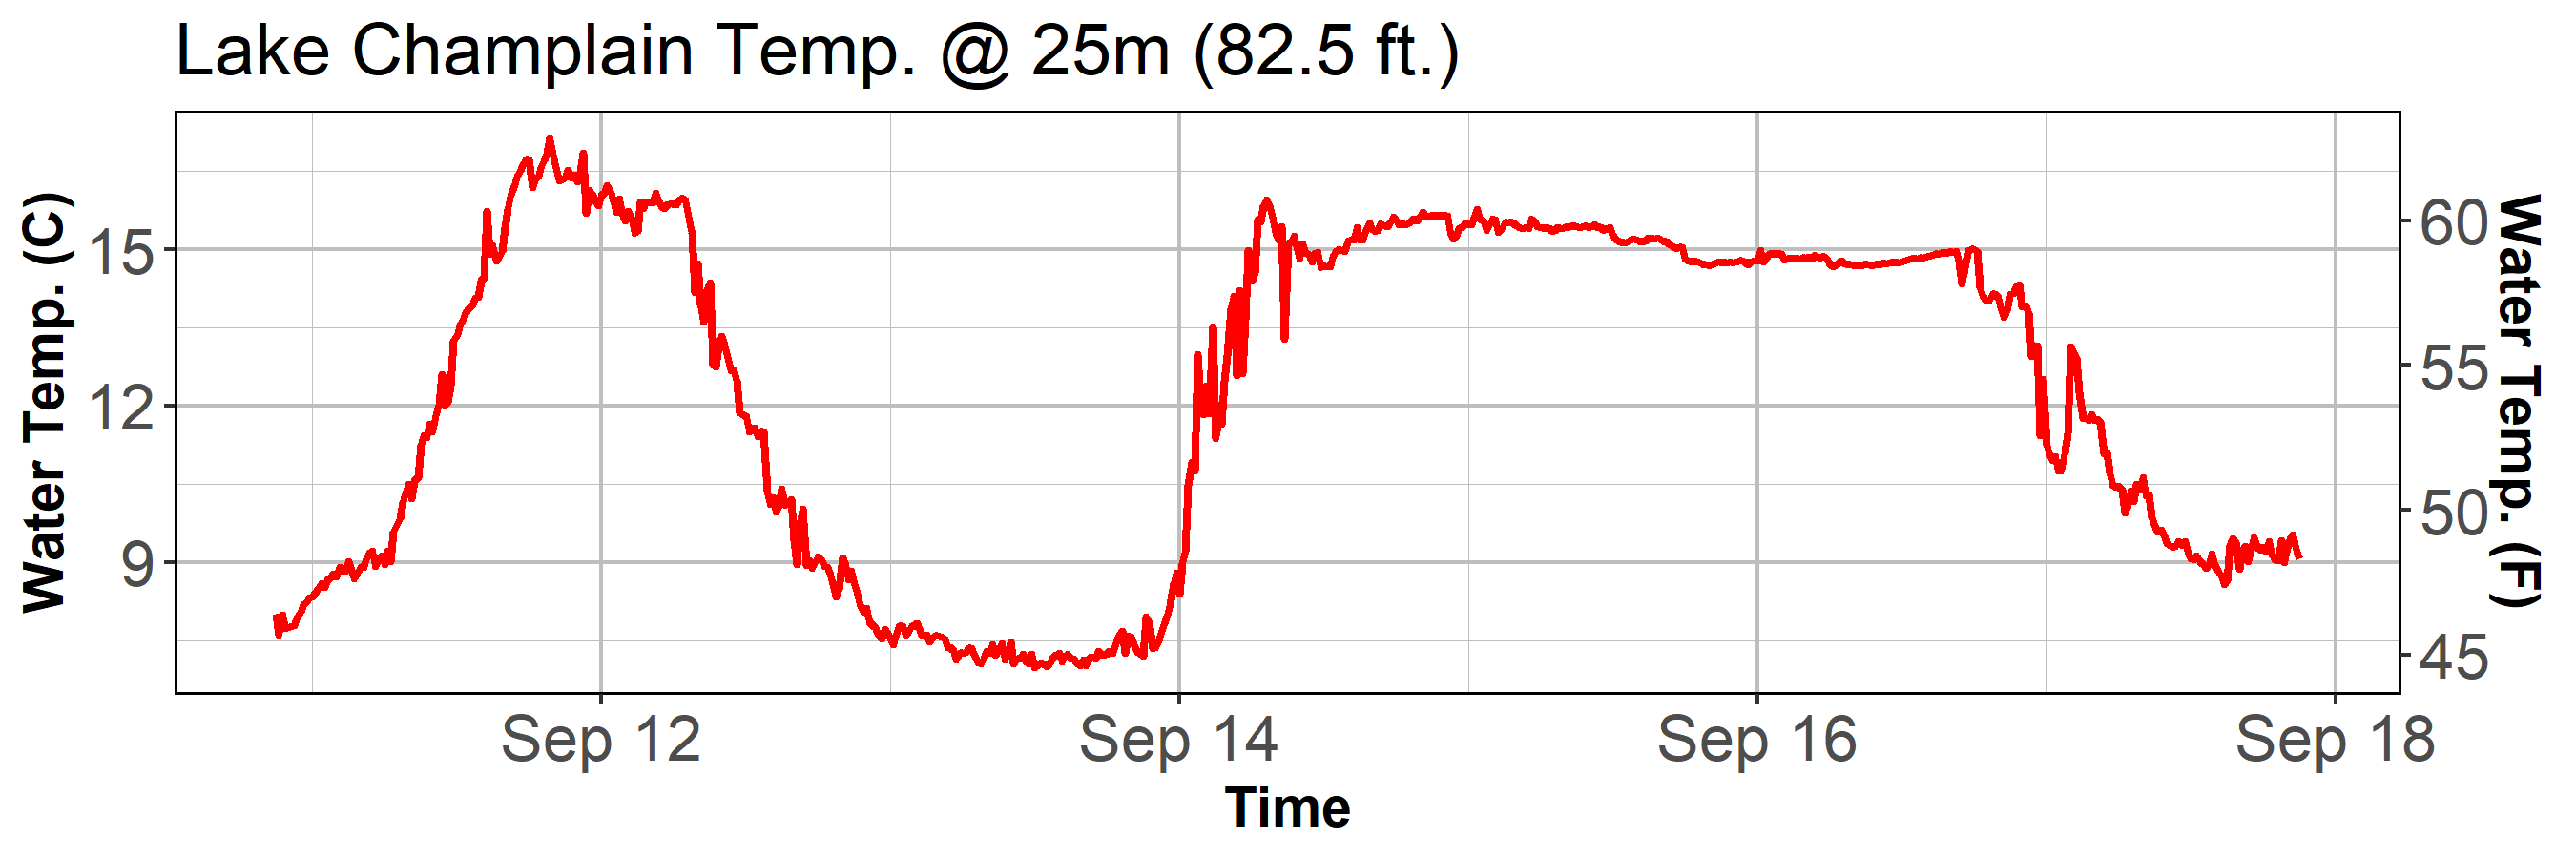 Lake Champlain Temp. @ 25m (82.5 ft.)
Water Temp. (C)
15
12
9
60
55
50
45
Water Temp. (F)
Sep 12
Sep 14
Sep 16
Sep 18
Time